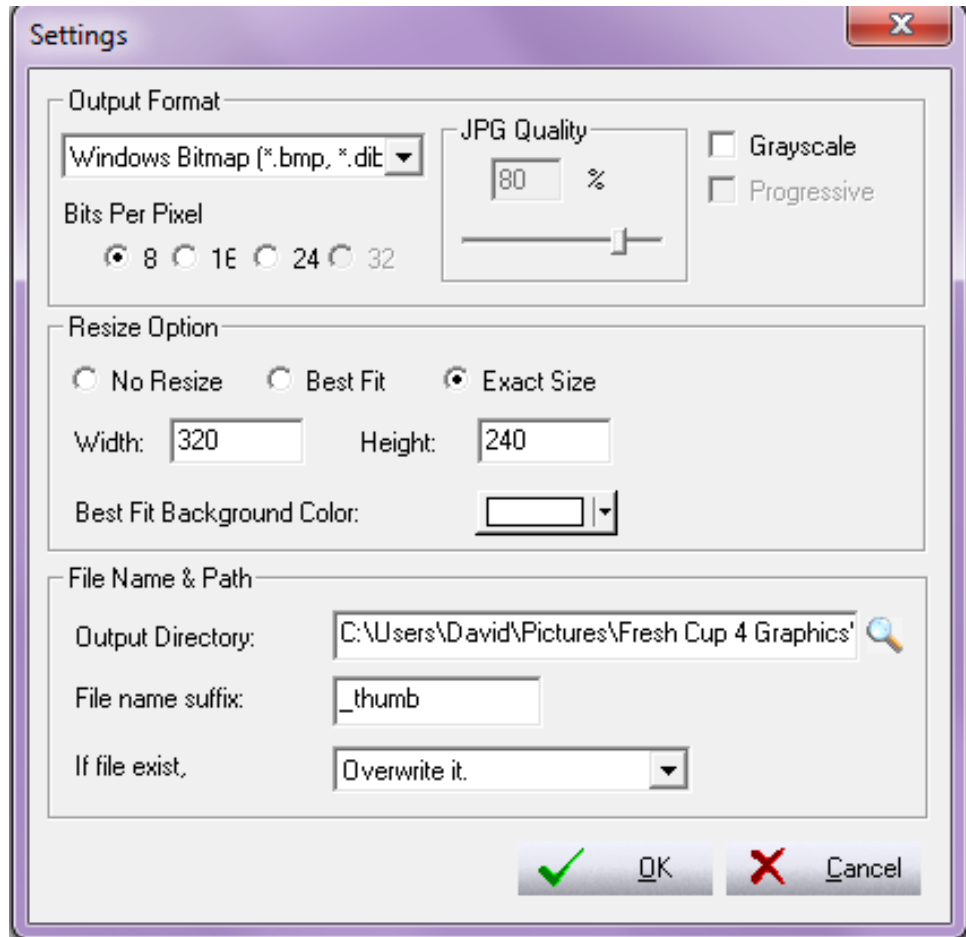 Settings
Output Format
Windows Bitmap (*.bmp, *.dib
JPG Quality
80 %
Grayscale
Progressive
Bits Per Pixel
8 16 24 32
Resize Option
No Resize Best Fit Exact Size
Width: 320 Height: 240
Best Fit Background Color:
File Name & Path
Output Directory: C:\Users\David\Pictures\Fresh Cup 4 Graphics\
File name suffix: _thumb
If file exist, Overwrite it.
OK Cancel